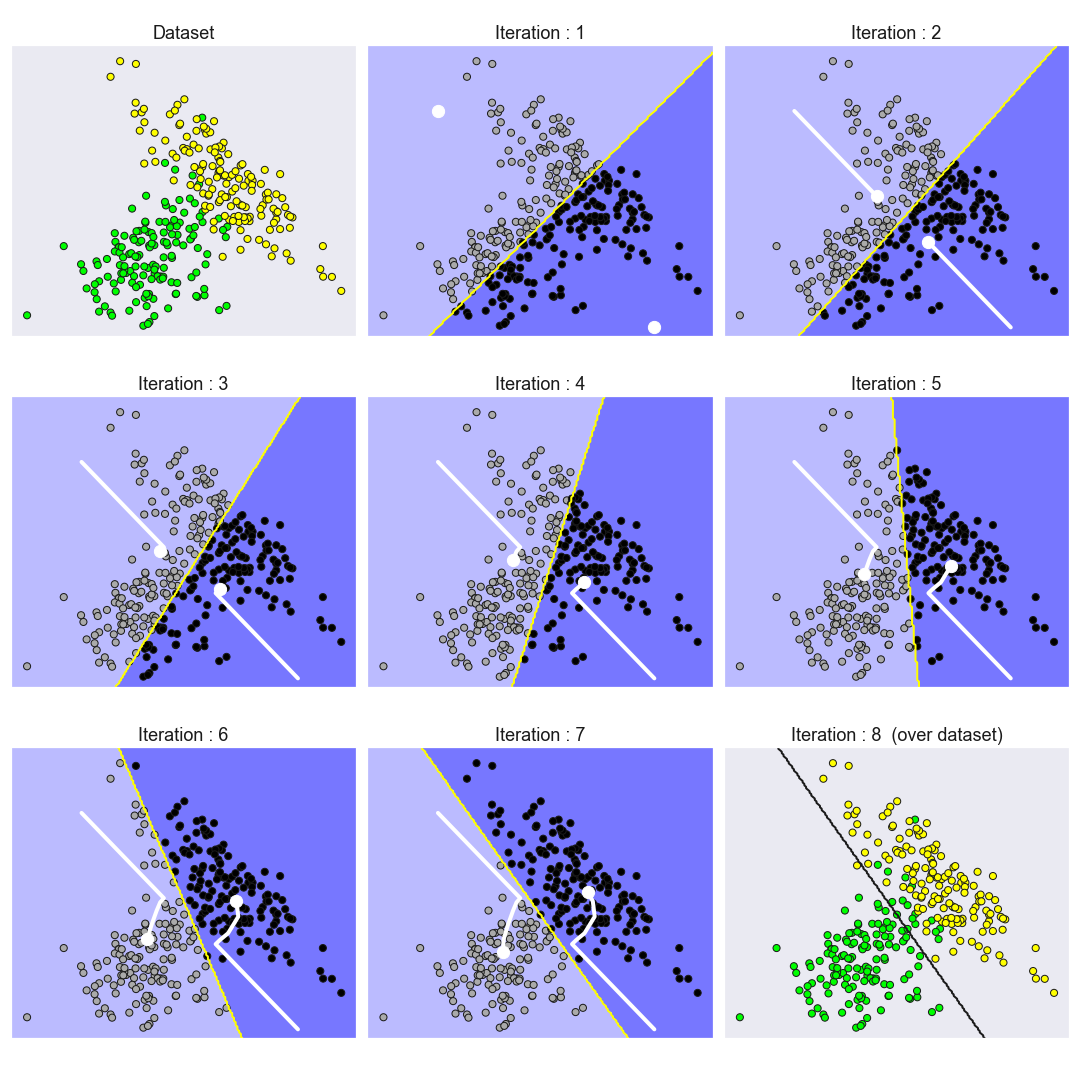 Dataset
Iteration : 1
Iteration : 2
Iteration : 3
Iteration : 4
Iteration : 5
Iteration : 6
Iteration : 7
Iteration : 8  (over dataset)